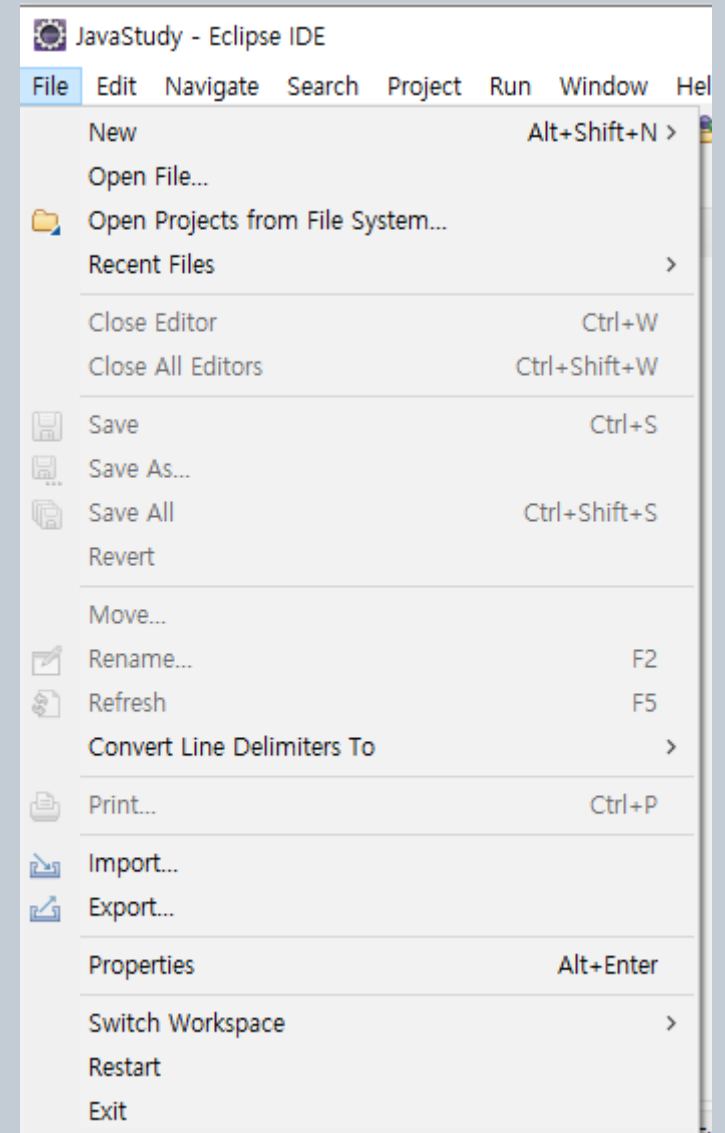 JavaStudy - Eclipse IDE
File Edit Navigate Search Project Run Window Hel
New Alt+Shift+N >
Open File...
Open Projects from File System...
Recent Files >
Close Editor Ctrl+W
Close All Editors Ctrl+Shift+W
Save Ctrl+S
Save As...
Save All Ctrl+Shift+S
Revert
Move...
Rename... F2
Refresh F5
Convert Line Delimiters To >
Print... Ctrl+P
Import...
Export...
Properties Alt+Enter
Switch Workspace >
Restart
Exit